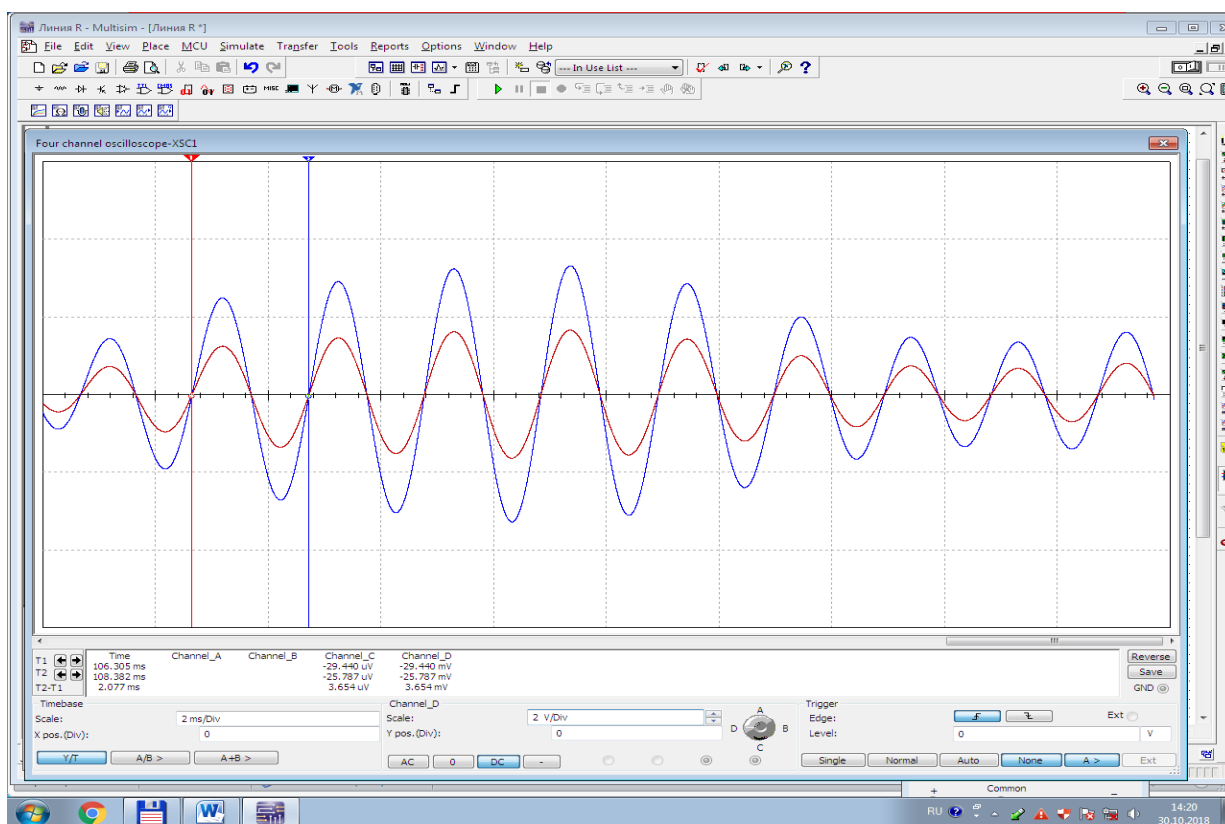 Линия R - Multisim - [Линия R *]
File Edit View Place MCU Simulate Transfer Tools Reports Options Window Help
--- In Use List ---
MISC
Four channel oscilloscope-XSC1
Time Channel_A Channel_B Channel_C Channel_D
T1 106.305 ms -29.440 uV -29.440 mV
T2 108.382 ms -25.787 uV -25.787 mV
T2-T1 2.077 ms 3.654 uV 3.654 mV
Reverse
Save
GND
Timebase
Scale: 2 ms/Div
X pos.(Div): 0
Y/T A/B > A+B >
Channel_D
Scale: 2 V/Div
Y pos.(Div): 0
AC 0 DC -
A
D B
C
Trigger
Edge: Ext
Level: 0 V
Single Normal Auto None A > Ext
+ Common −
RU 14:20
30.10.2018